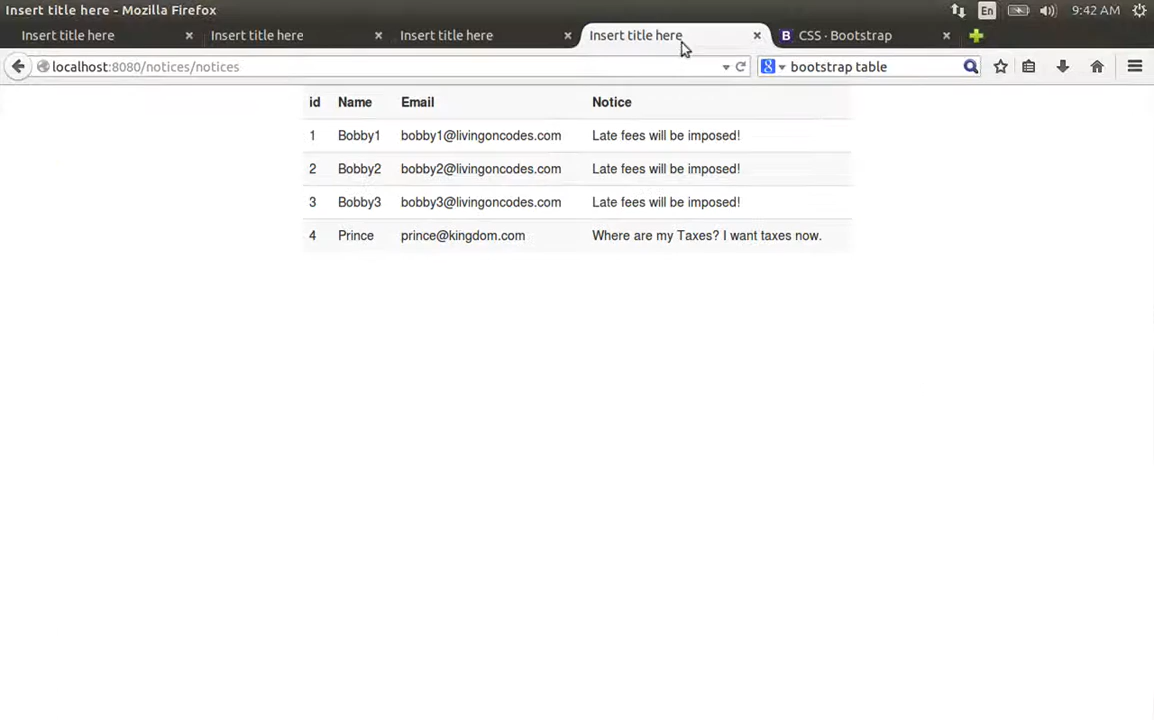 Insert title here - Mozilla Firefox
En
9:42 AM
Insert title here
Insert title here
Insert title here
Insert title here
B CSS · Bootstrap
localhost:8080/notices/notices
8 bootstrap table
id Name Email Notice
1 Bobby1 bobby1@livingoncodes.com Late fees will be imposed!
2 Bobby2 bobby2@livingoncodes.com Late fees will be imposed!
3 Bobby3 bobby3@livingoncodes.com Late fees will be imposed!
4 Prince prince@kingdom.com Where are my Taxes? I want taxes now.